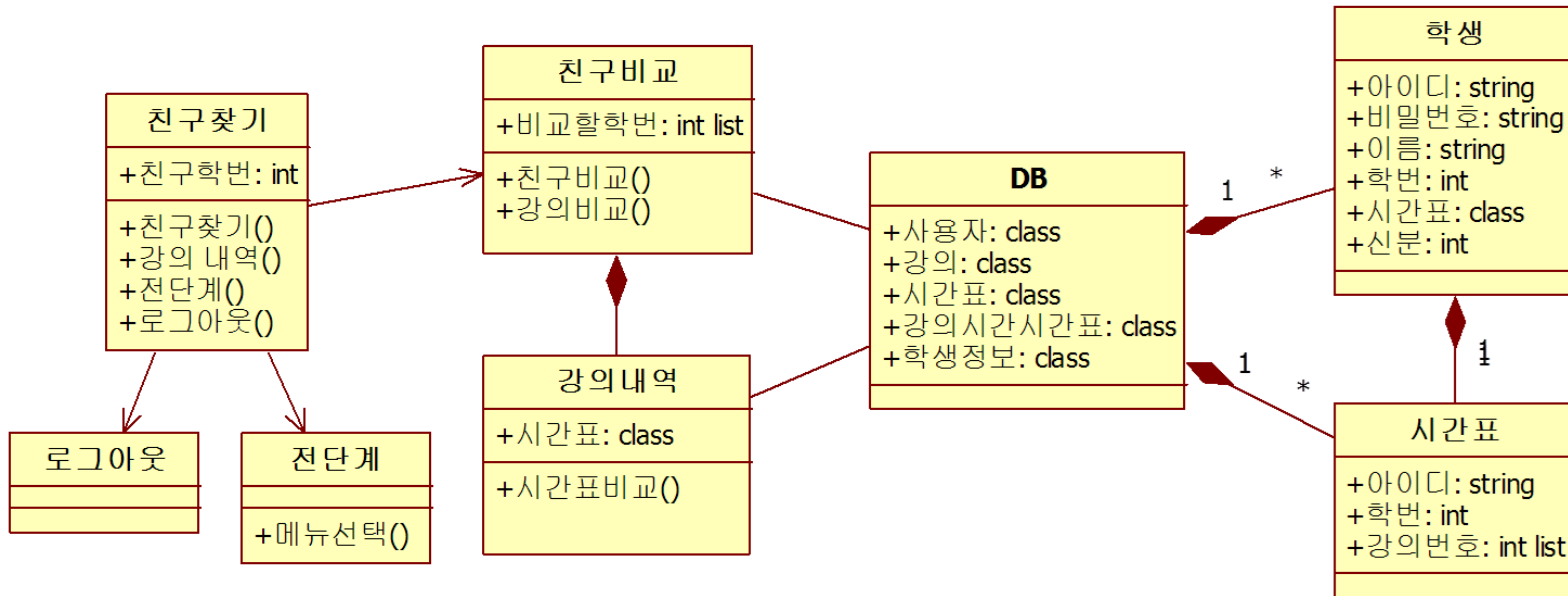 친구찾기
+친구학번: int
+친구찾기()
+강의 내역()
+전단계()
+로그아웃()
로그아웃
전단계
+메뉴선택()
친구비교
+비교할학번: int list
+친구비교()
+강의비교()
강의내역
+시간표: class
+시간표비교()
DB
+사용자: class
+강의: class
+시간표: class
+강의시간시간표: class
+학생정보: class
1
*
1
*
학생
+아이디: string
+비밀번호: string
+이름: string
+학번: int
+시간표: class
+신분: int
1
1
시간표
+아이디: string
+학번: int
+강의번호: int list